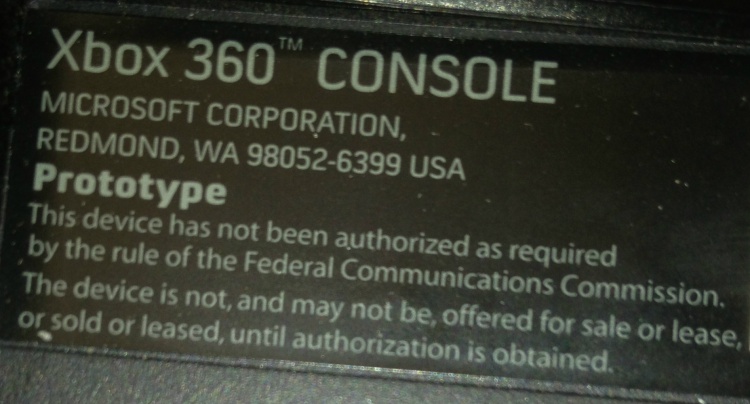 Xbox 360™ CONSOLE
MICROSOFT CORPORATION,
REDMOND, WA 98052-6399 USA
Prototype
This device has not been authorized as required
by the rule of the Federal Communications Commission.
The device is not, and may not be, offered for sale or lease,
or sold or leased, until authorization is obtained.